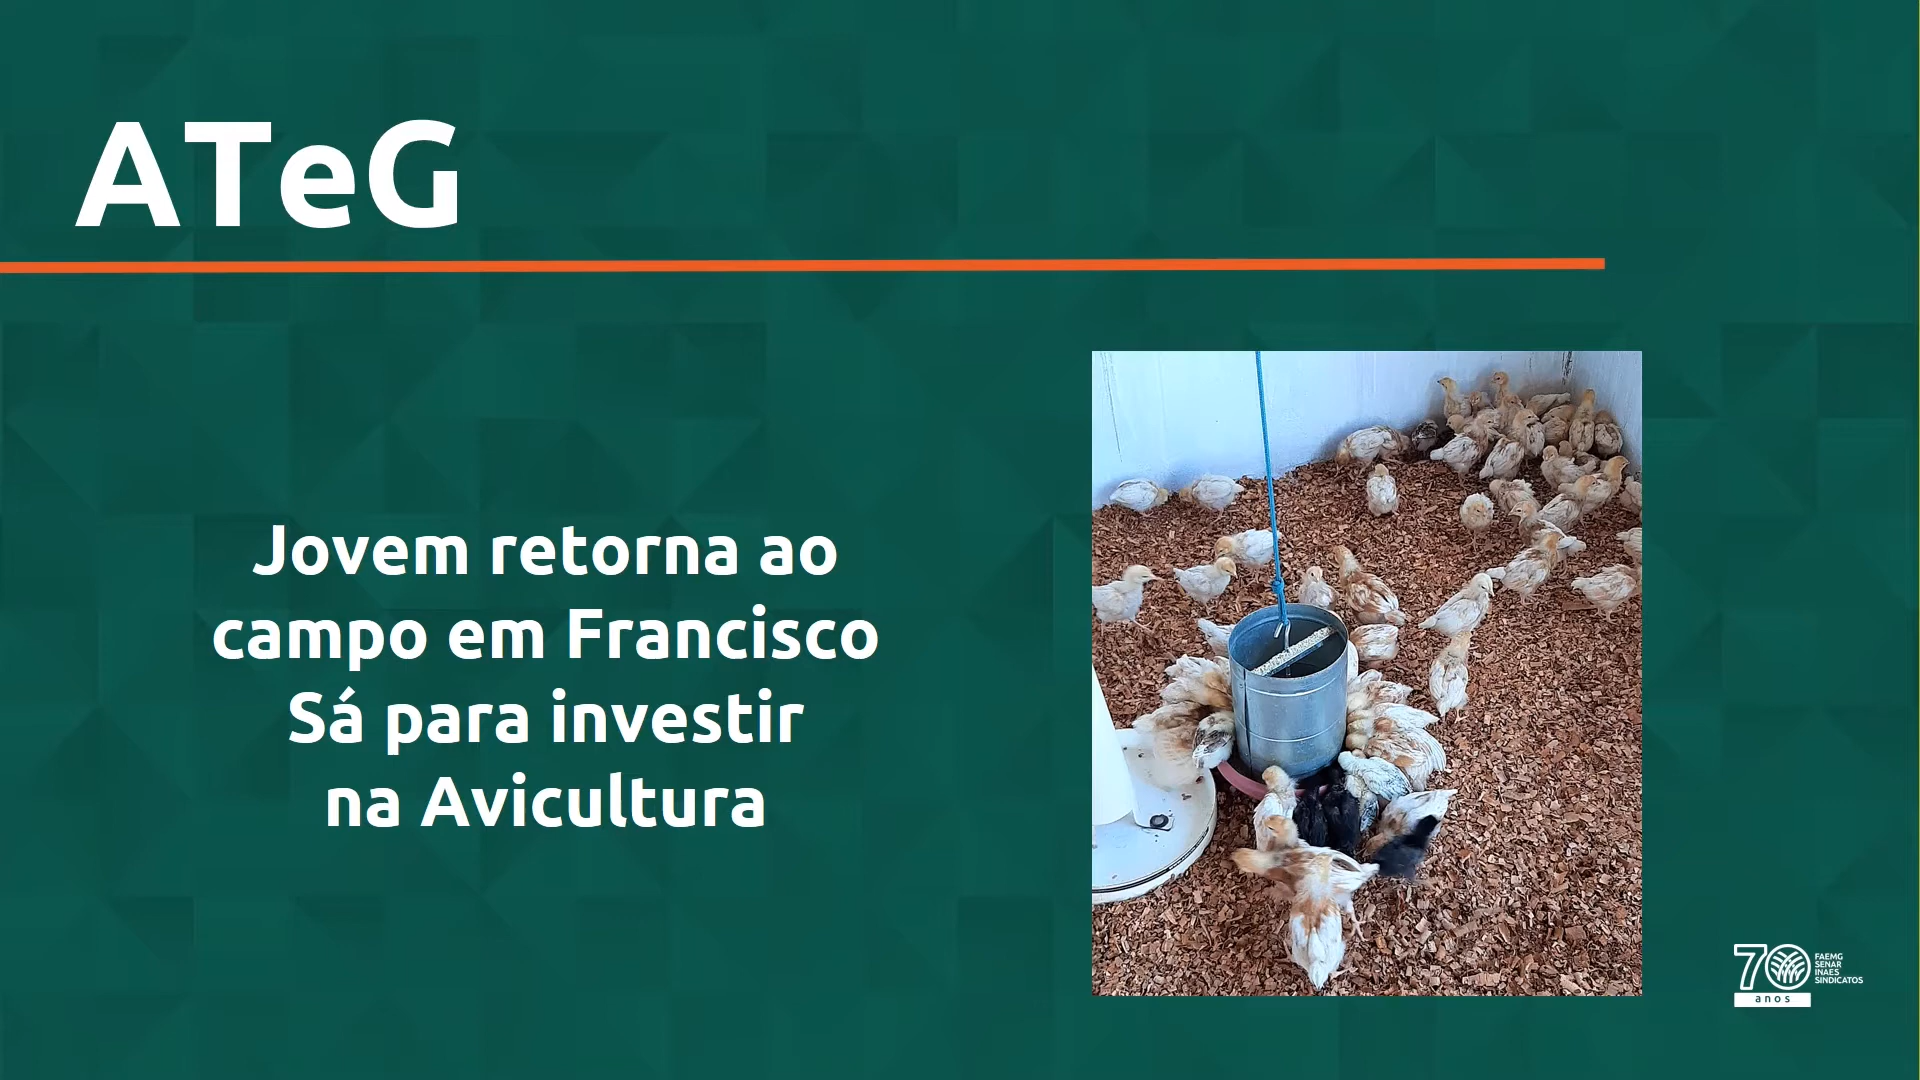 ATeG
Jovem retorna ao
campo em Francisco
Sá para investir
na Avicultura
70
anos
FAEMG
SENAR
INAES
SINDICATOS